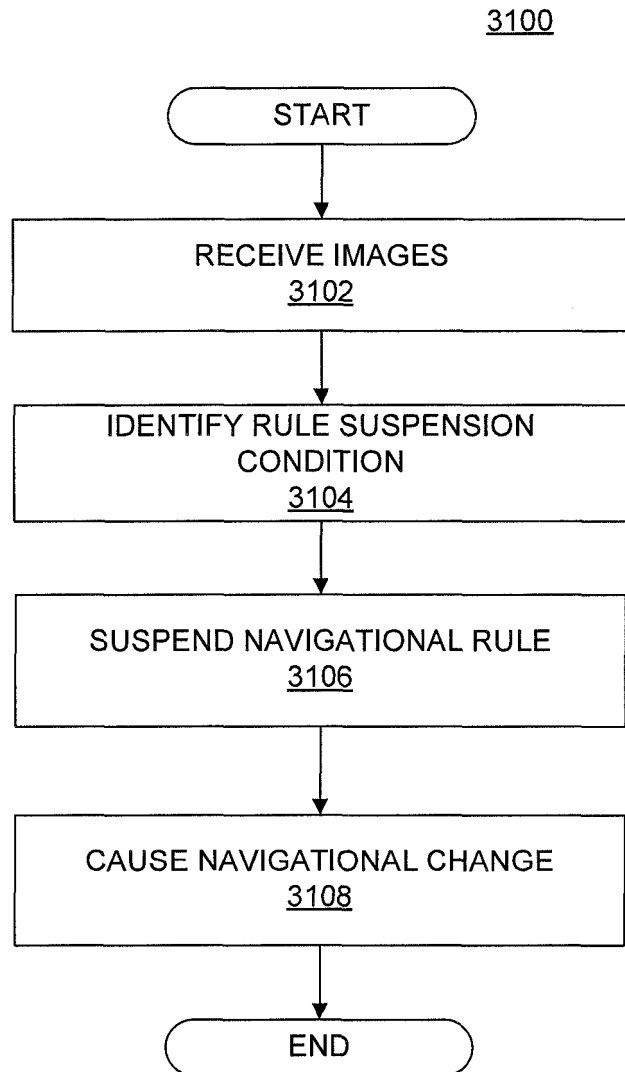 3100
START
RECEIVE IMAGES
3102
IDENTIFY RULE SUSPENSION
CONDITION
3104
SUSPEND NAVIGATIONAL RULE
3106
CAUSE NAVIGATIONAL CHANGE
3108
END